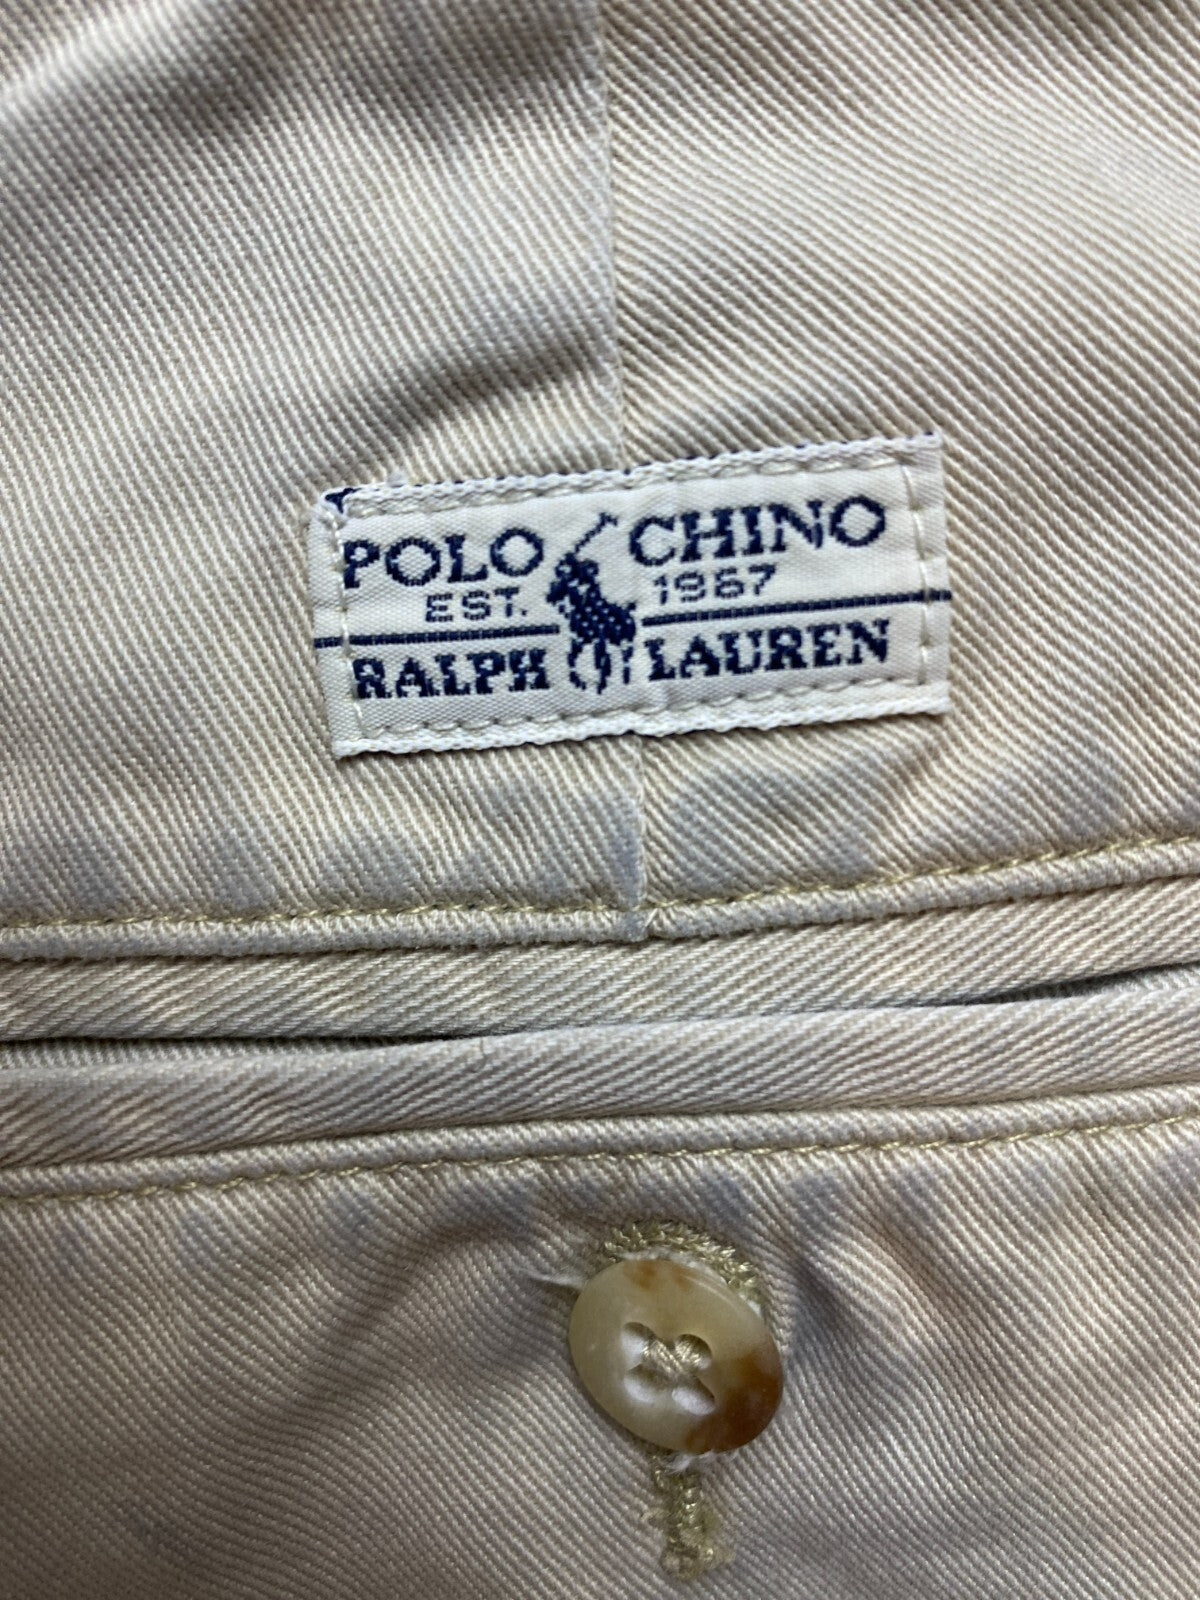 POLO CHINO
EST. 1967
RALPH LAUREN